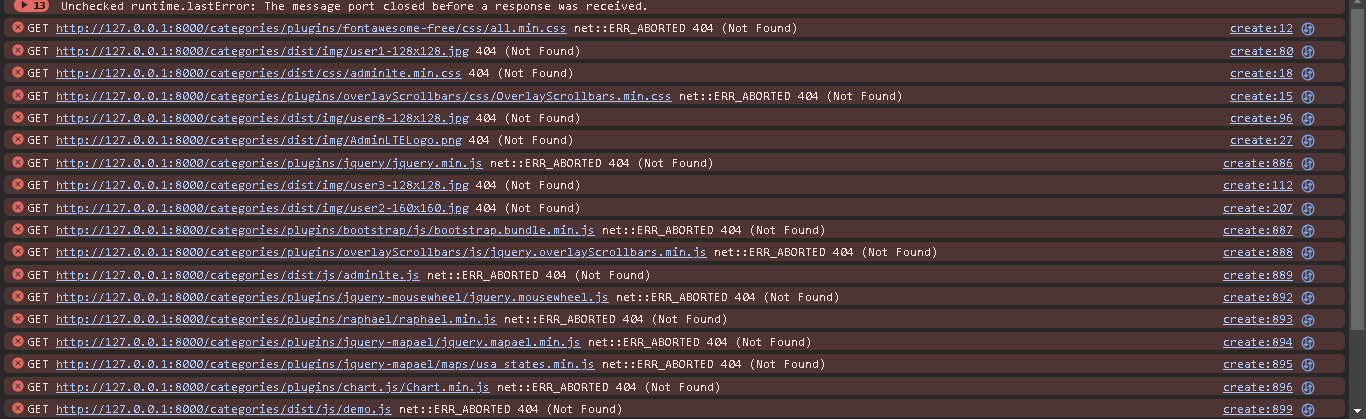 13 Unchecked runtime.lastError: The message port closed before a response was received.
GET http://127.0.0.1:8000/categories/plugins/fontawesome-free/css/all.min.css net::ERR_ABORTED 404 (Not Found) create:12
GET http://127.0.0.1:8000/categories/dist/img/user1-128x128.jpg 404 (Not Found) create:80
GET http://127.0.0.1:8000/categories/dist/css/adminlte.min.css 404 (Not Found) create:18
GET http://127.0.0.1:8000/categories/plugins/overlayScrollbars/css/OverlayScrollbars.min.css net::ERR_ABORTED 404 (Not Found) create:15
GET http://127.0.0.1:8000/categories/dist/img/user8-128x128.jpg 404 (Not Found) create:96
GET http://127.0.0.1:8000/categories/dist/img/AdminLTELogo.png 404 (Not Found) create:27
GET http://127.0.0.1:8000/categories/plugins/jquery/jquery.min.js net::ERR_ABORTED 404 (Not Found) create:886
GET http://127.0.0.1:8000/categories/dist/img/user3-128x128.jpg 404 (Not Found) create:112
GET http://127.0.0.1:8000/categories/dist/img/user2-160x160.jpg 404 (Not Found) create:207
GET http://127.0.0.1:8000/categories/plugins/bootstrap/js/bootstrap.bundle.min.js net::ERR_ABORTED 404 (Not Found) create:887
GET http://127.0.0.1:8000/categories/plugins/overlayScrollbars/js/jquery.overlayScrollbars.min.js net::ERR_ABORTED 404 (Not Found) create:888
GET http://127.0.0.1:8000/categories/dist/js/adminlte.js net::ERR_ABORTED 404 (Not Found) create:889
GET http://127.0.0.1:8000/categories/plugins/jquery-mousewheel/jquery.mousewheel.js net::ERR_ABORTED 404 (Not Found) create:892
GET http://127.0.0.1:8000/categories/plugins/raphael/raphael.min.js net::ERR_ABORTED 404 (Not Found) create:893
GET http://127.0.0.1:8000/categories/plugins/jquery-mapael/jquery.mapael.min.js net::ERR_ABORTED 404 (Not Found) create:894
GET http://127.0.0.1:8000/categories/plugins/jquery-mapael/maps/usa_states.min.js net::ERR_ABORTED 404 (Not Found) create:895
GET http://127.0.0.1:8000/categories/plugins/chart.js/Chart.min.js net::ERR_ABORTED 404 (Not Found) create:896
GET http://127.0.0.1:8000/categories/dist/js/demo.js net::ERR_ABORTED 404 (Not Found) create:899